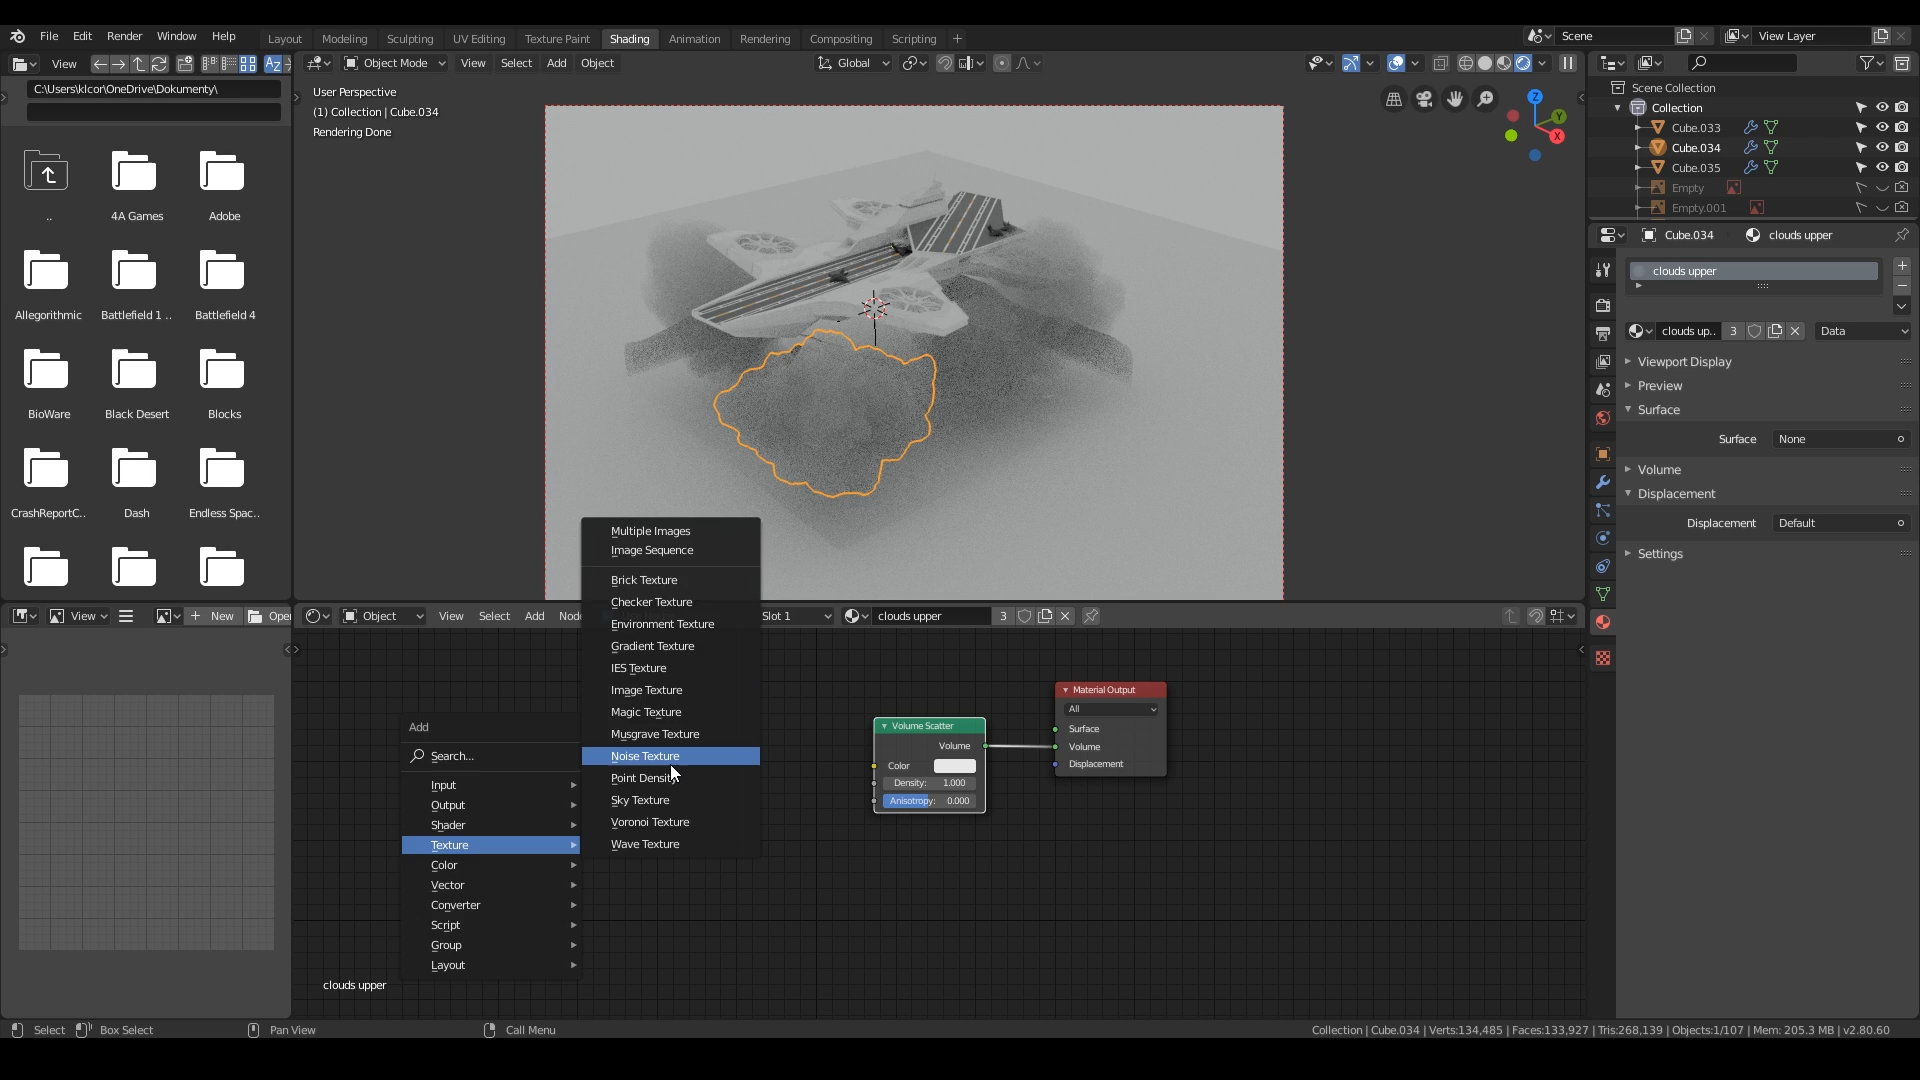 File Edit Render Window Help
Layout Modeling Sculpting UV Editing Texture Paint Shading Animation Rendering Compositing Scripting +
Scene View Layer
View
Object Mode View Select Add Object Global
C:\Users\klcor\OneDrive\Dokumenty\
.. 4A Games Adobe
Allegorithmic Battlefield 1 .. Battlefield 4
BioWare Black Desert Blocks
CrashReportC.. Dash Endless Spac..
User Perspective
(1) Collection | Cube.034
Rendering Done
Z
Y
X
Scene Collection
Collection
Cube.033
Cube.034
Cube.035
Empty
Empty.001
Cube.034 clouds upper
clouds upper
clouds up.. 3 Data
Viewport Display
Preview
Surface
Surface None
Volume
Displacement
Displacement Default
Settings
View New Open
Object View Select Add Slot 1 clouds upper 3
Multiple Images
Image Sequence
Brick Texture
Checker Texture
Environment Texture
Gradient Texture
IES Texture
Image Texture
Magic Texture
Musgrave Texture
Noise Texture
Point Density
Sky Texture
Voronoi Texture
Wave Texture
Add
Search...
Input
Output
Shader
Texture
Color
Vector
Converter
Script
Group
Layout
Volume Scatter
Volume
Color
Density: 1.000
Anisotropy: 0.000
Material Output
All
Surface
Volume
Displacement
clouds upper
Select Box Select Pan View Call Menu
Collection | Cube.034 | Verts:134,485 | Faces:133,927 | Tris:268,139 | Objects:1/107 | Mem: 205.3 MB | v2.80.60